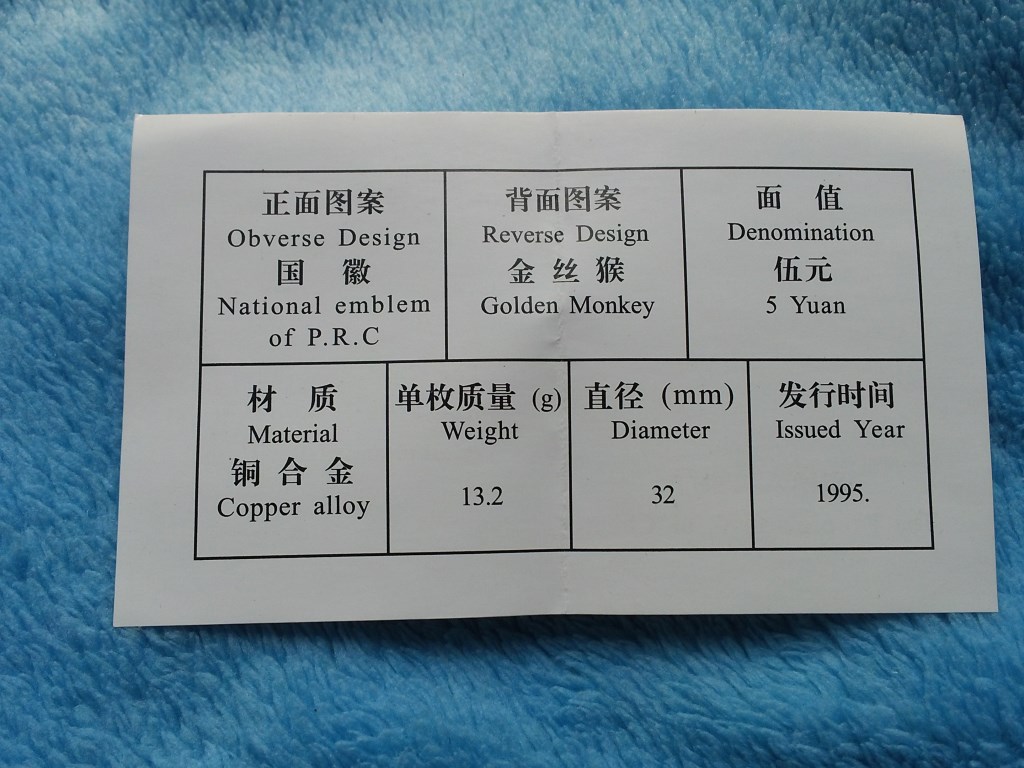 正面图案
Obverse Design
国 徽
National emblem
of P.R.C
背面图案
Reverse Design
金 丝 猴
Golden Monkey
面 值
Denomination
伍元
5 Yuan
材 质
Material
铜 合 金
Copper alloy
单枚质量 (g)
Weight
13.2
直径 (mm)
Diameter
32
发行时间
Issued Year
1995.